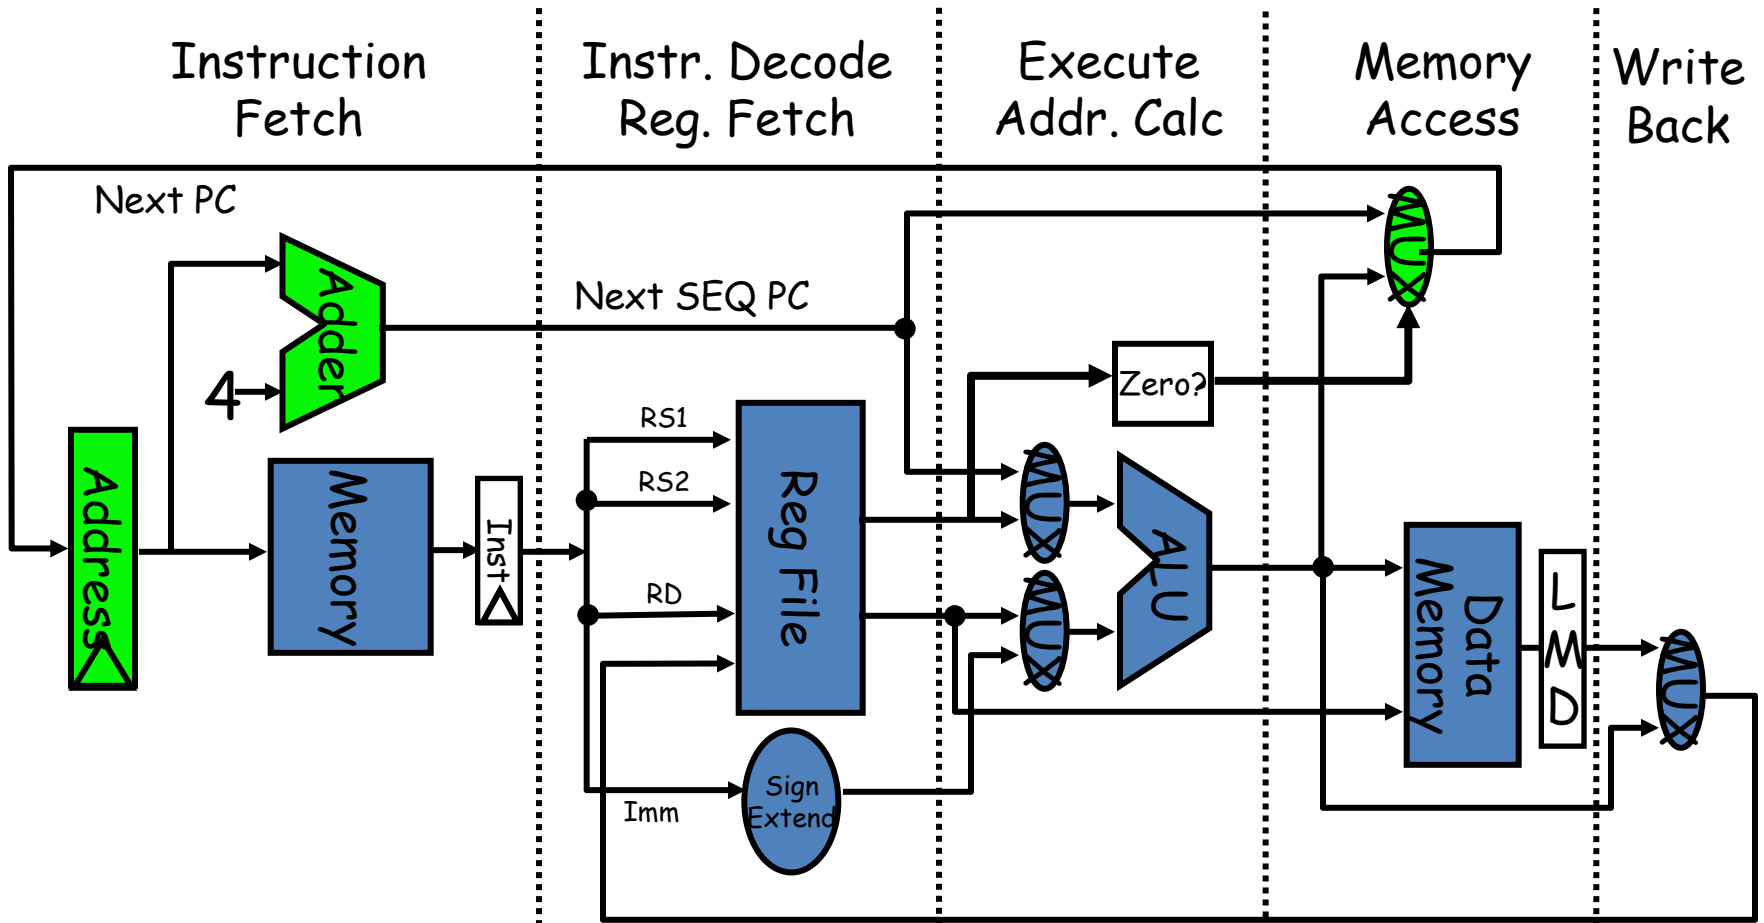 Instruction
Fetch
Instr. Decode
Reg. Fetch
Execute
Addr. Calc
Memory
Access
Write
Back
Next PC
Adder
4
Next SEQ PC
MUX
Zero?
Address
Memory
Inst
RS1
RS2
RD
Imm
Reg File
Sign
Extend
MUX
MUX
ALU
Data
Memory
L
M
D
MUX